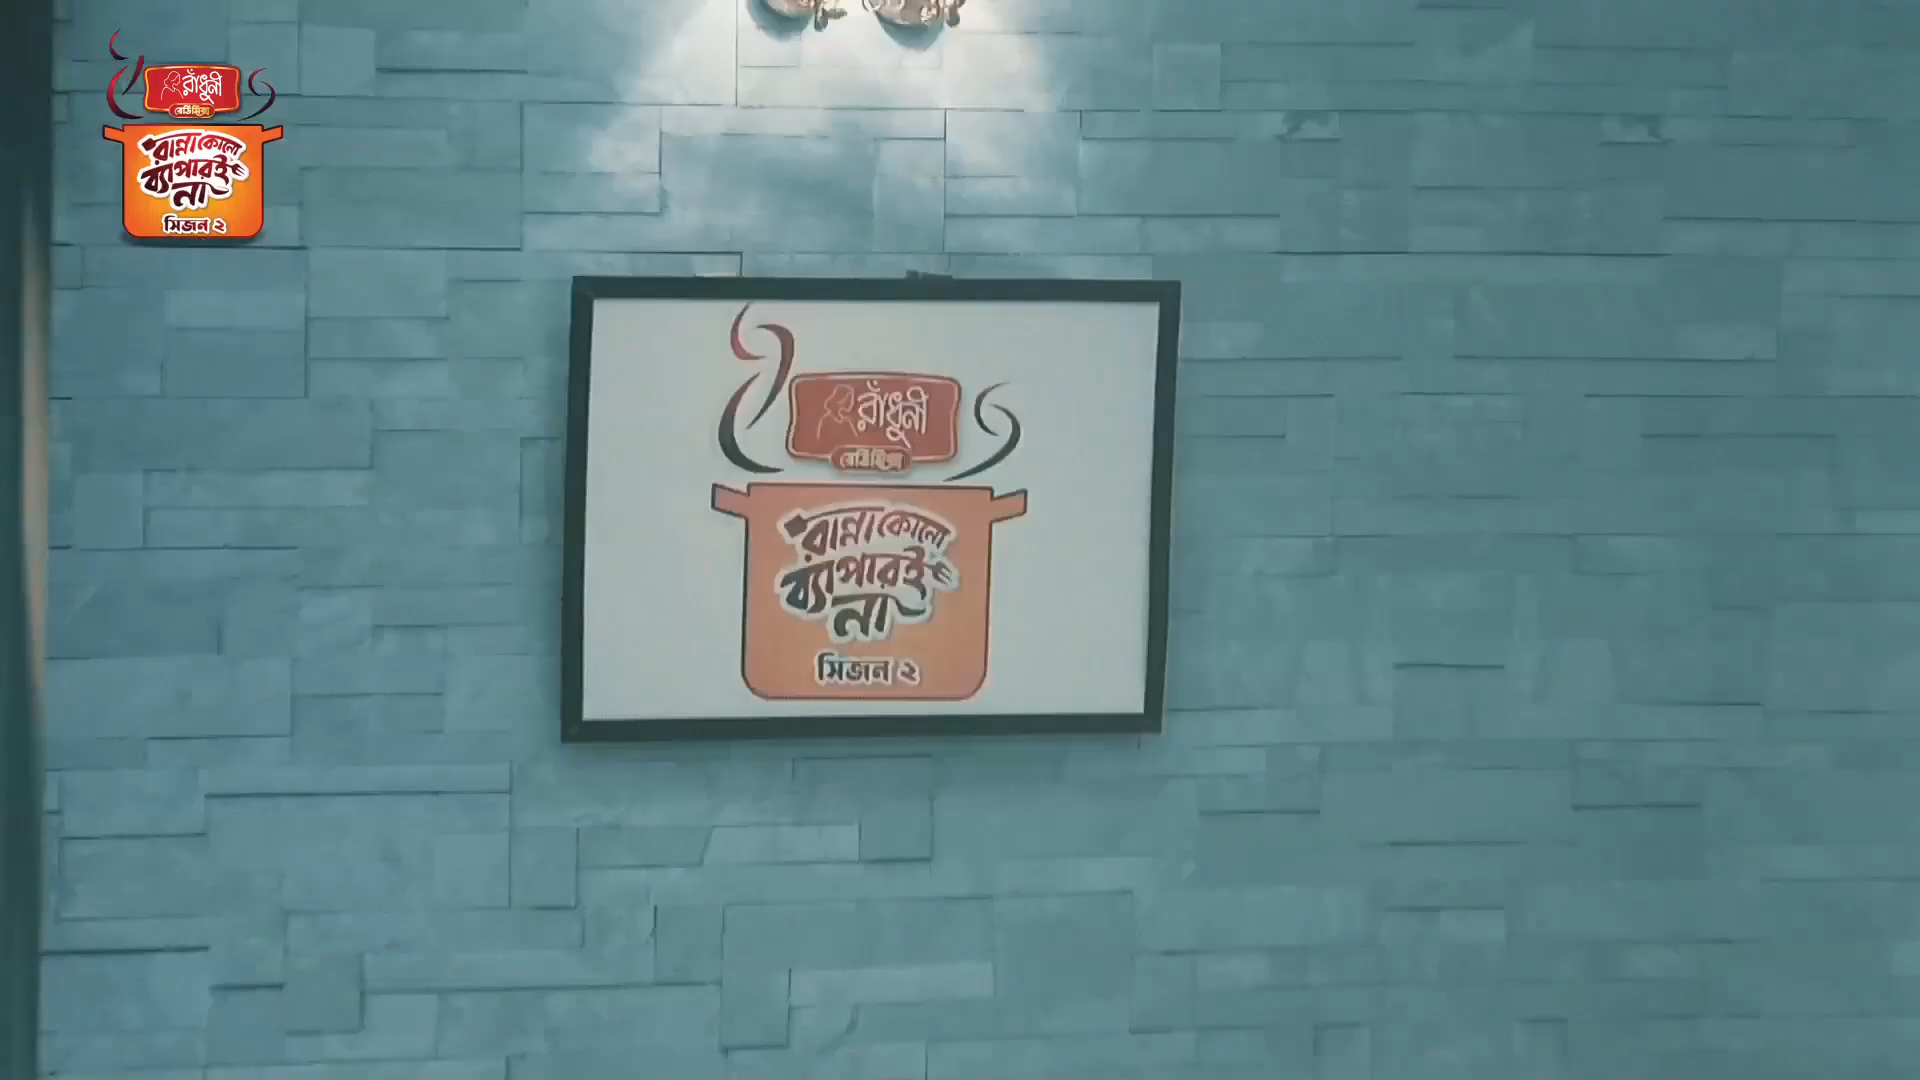 রাঁধুনী
রেডিমিক্স
রান্না কোনো
ব্যাপারই
না
সিজন ২
রাঁধুনী
রেডিমিক্স
রান্না কোনো
ব্যাপারই
না
সিজন ২